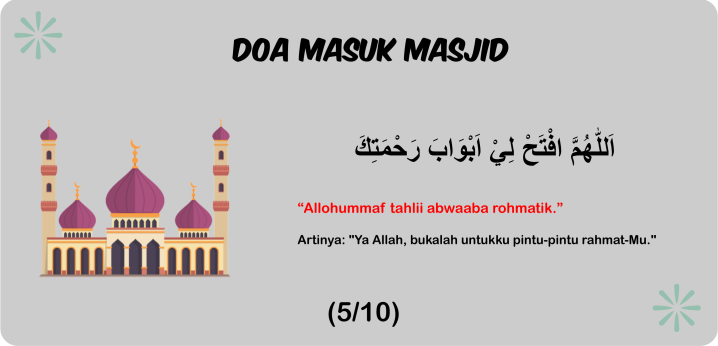 DOA MASUK MASJID
اَللّٰهُمَّ افْتَحْ لِيْ اَبْوَابَ رَحْمَتِكَ
“Allohummaf tahlii abwaaba rohmatik.”
Artinya: "Ya Allah, bukalah untukku pintu-pintu rahmat-Mu."
(5/10)